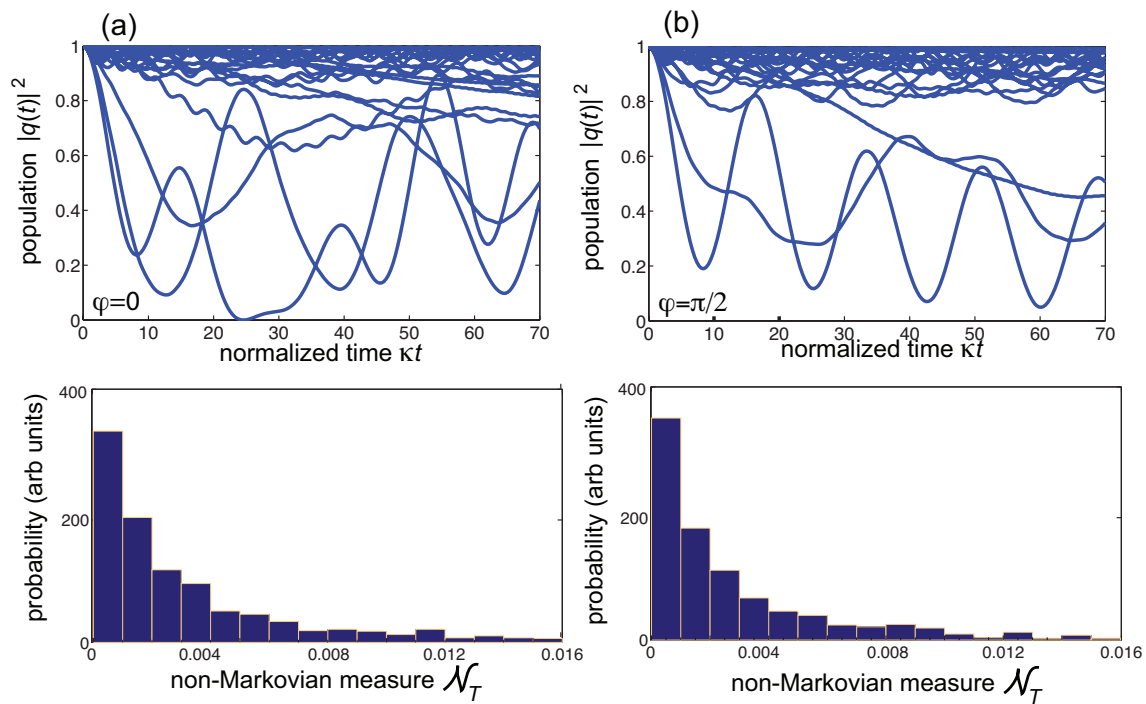 (a)
population |q(t)| 2
1
0.8
0.6
0.4
0.2
0
φ=0
0 10 20 30 40 50 60 70
normalized time κt
(b)
population |q(t)| 2
1
0.8
0.6
0.4
0.2
0
φ=π/2
0 10 20 30 40 50 60 70
normalized time κt
probability (arb units)
400
200
0
0 0.004 0.008 0.012 0.016
non-Markovian measure 𝒩T
probability (arb units)
400
200
0
0 0.004 0.008 0.012 0.016
non-Markovian measure 𝒩T